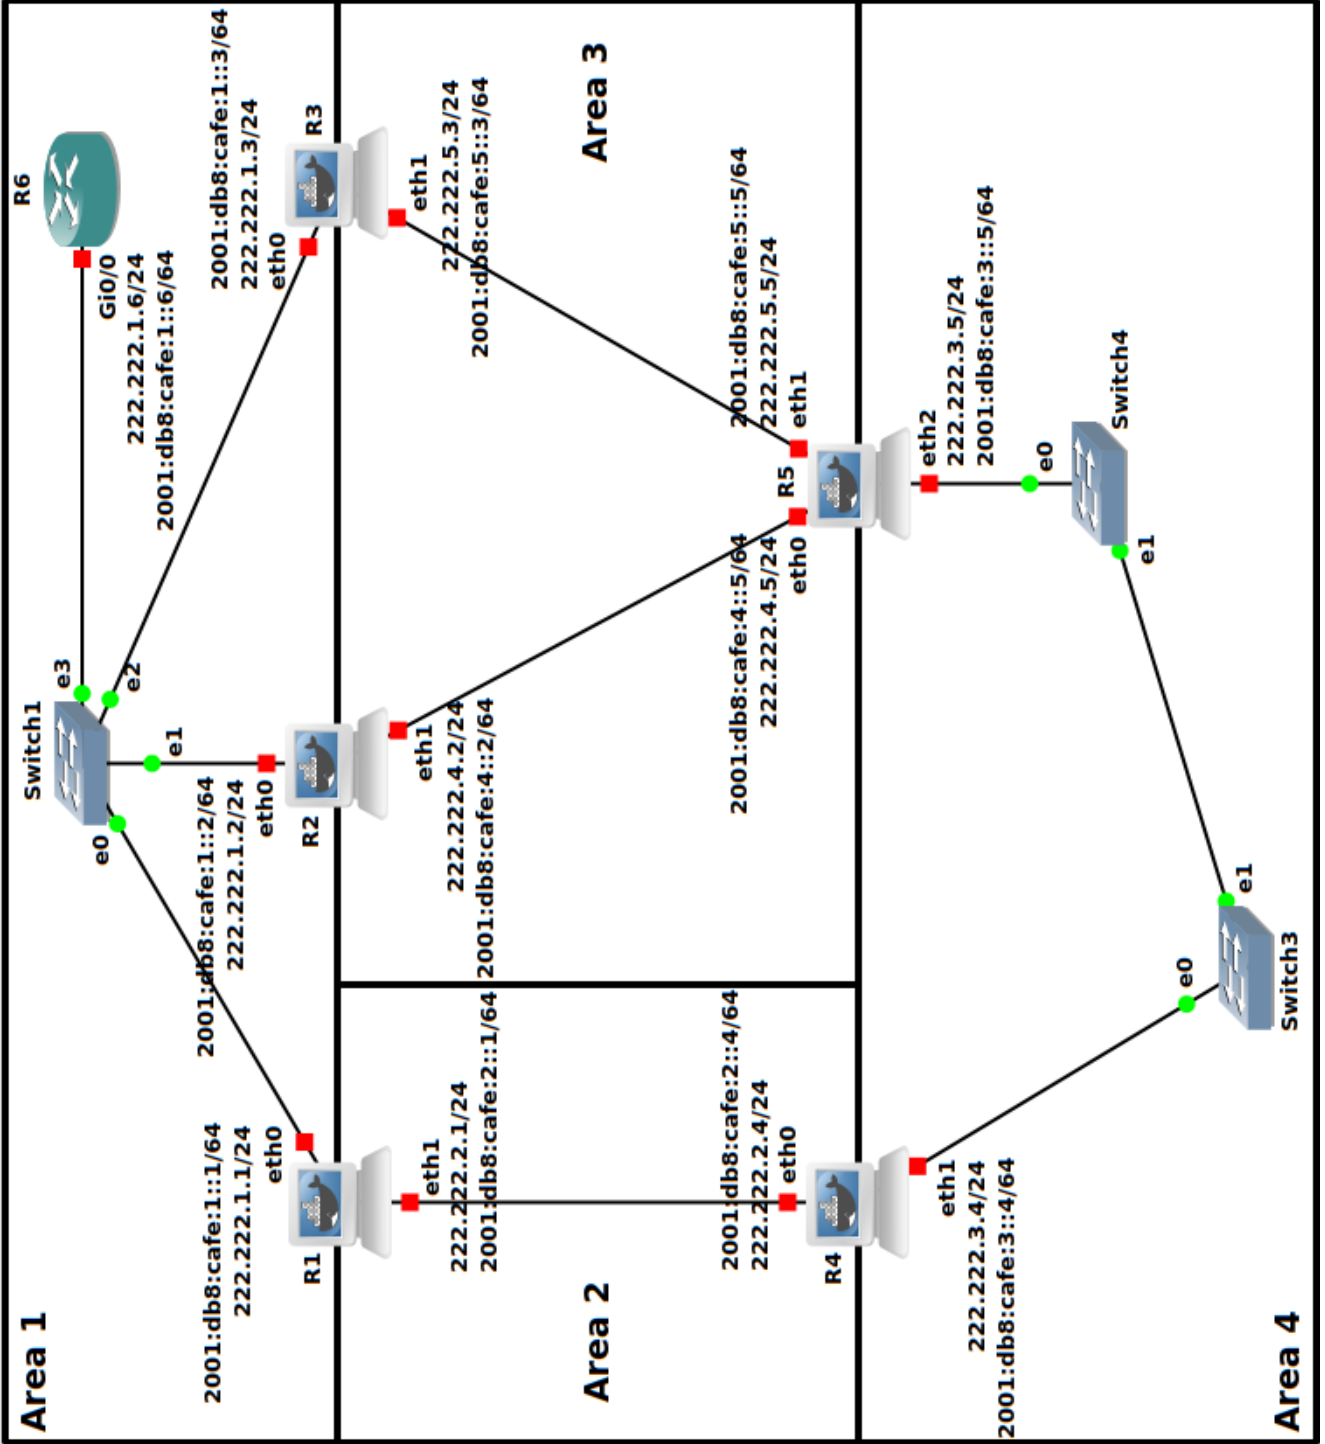 Area 1
Switch1
e0
e1
e2
e3
R6
Gi0/0
222.222.1.6/24
2001:db8:cafe:1::6/64
2001:db8:cafe:1::1/64
222.222.1.1/24
eth0
R1
2001:db8:cafe:1::2/64
222.222.1.2/24
eth0
R2
2001:db8:cafe:1::3/64
222.222.1.3/24
eth0
R3
Area 2
eth1
222.222.2.1/24
2001:db8:cafe:2::1/64
2001:db8:cafe:2::4/64
222.222.2.4/24
eth0
R4
Area 3
eth1
222.222.4.2/24
2001:db8:cafe:4::2/64
eth1
222.222.5.3/24
2001:db8:cafe:5::3/64
2001:db8:cafe:4::5/64
222.222.4.5/24
eth0
R5
2001:db8:cafe:5::5/64
222.222.5.5/24
eth1
Area 4
eth1
222.222.3.4/24
2001:db8:cafe:3::4/64
eth2
222.222.3.5/24
2001:db8:cafe:3::5/64
e0
e1
Switch4
e0
e1
Switch3